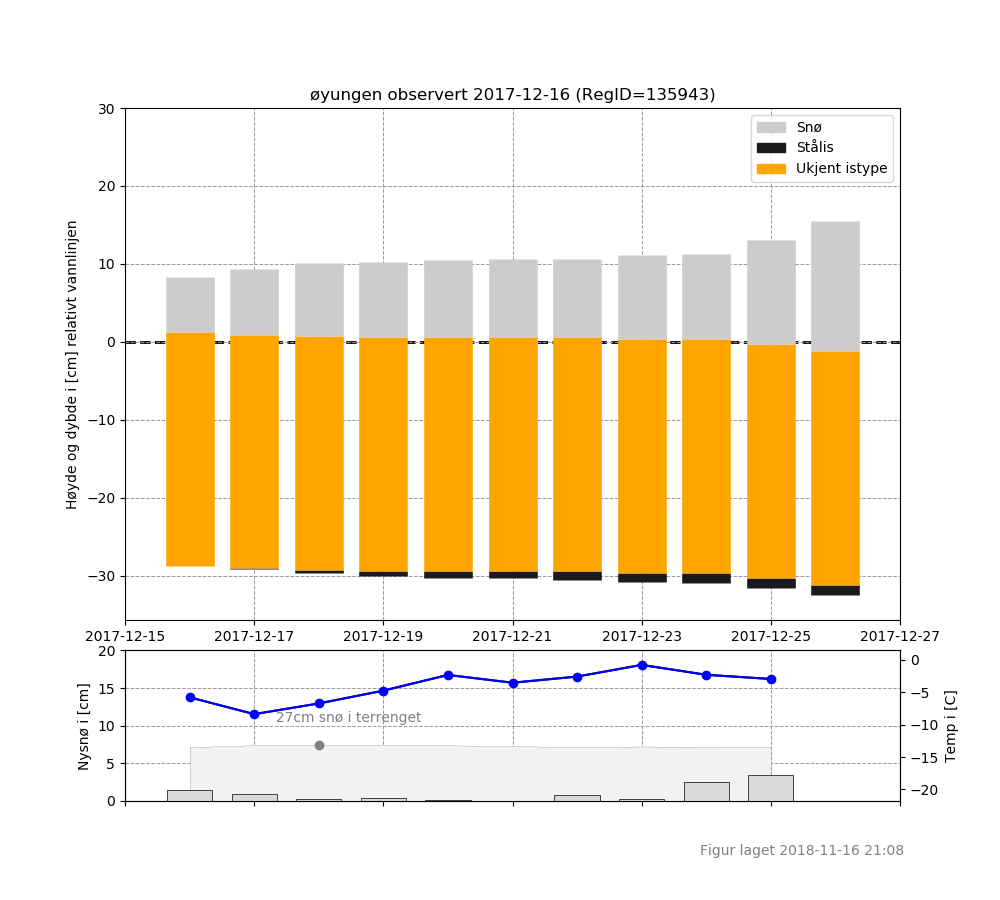 øyungen observert 2017-12-16 (RegID=135943)
30
20
10
0
−10
−20
−30
Høyde og dybde i [cm] relativt vannlinjen
Snø
Stålis
Ukjent istype
2017-12-15
2017-12-17
2017-12-19
2017-12-21
2017-12-23
2017-12-25
2017-12-27
20
15
10
5
0
Nysnø i [cm]
27cm snø i terrenget
0
−5
−10
−15
−20
Temp i [C]
Figur laget 2018-11-16 21:08